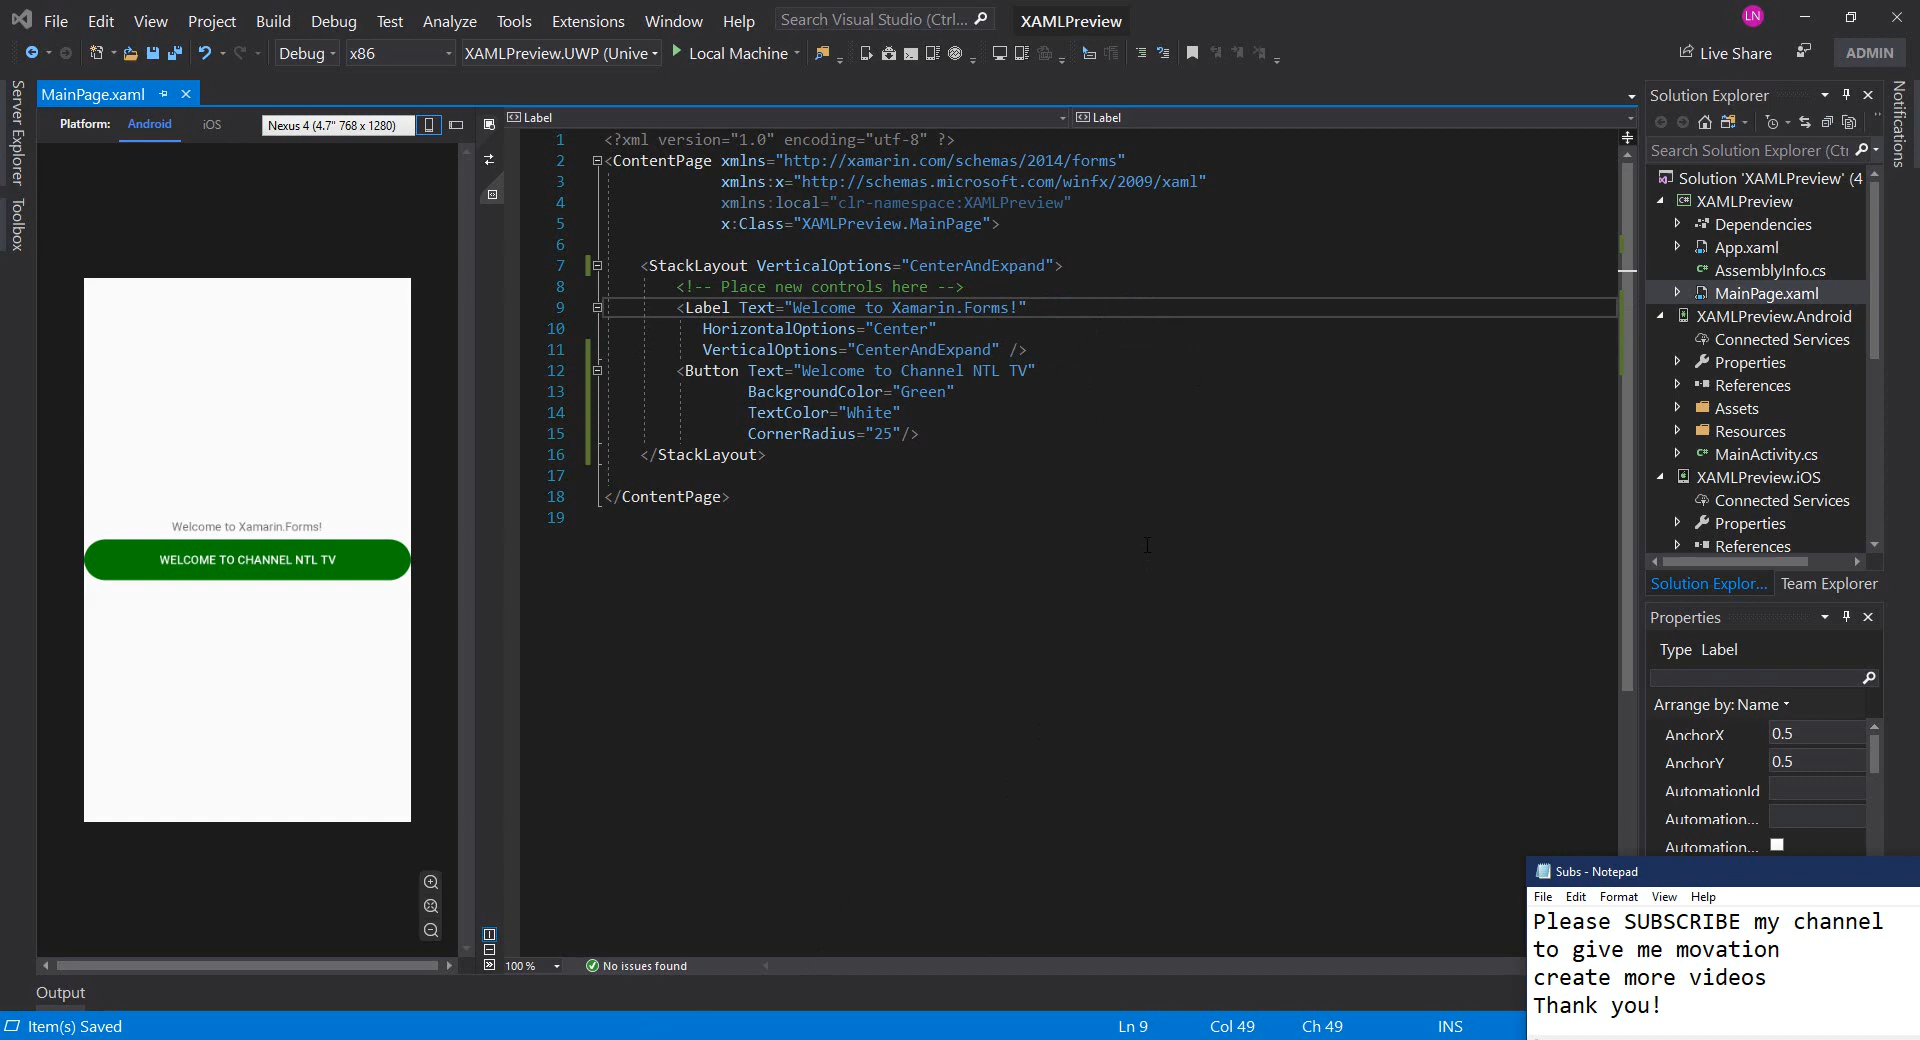 File Edit View Project Build Debug Test Analyze Tools Extensions Window Help Search Visual Studio (Ctrl... XAMLPreview LN
Debug x86 XAMLPreview.UWP (Unive Local Machine Live Share ADMIN
Server Explorer
Toolbox
MainPage.xaml
Platform: Android iOS Nexus 4 (4.7" 768 x 1280)
Welcome to Xamarin.Forms!
WELCOME TO CHANNEL NTL TV
Label Label
1 <?xml version="1.0" encoding="utf-8" ?>
2 <ContentPage xmlns="http://xamarin.com/schemas/2014/forms"
3 xmlns:x="http://schemas.microsoft.com/winfx/2009/xaml"
4 xmlns:local="clr-namespace:XAMLPreview"
5 x:Class="XAMLPreview.MainPage">
6
7 <StackLayout VerticalOptions="CenterAndExpand">
8 <!-- Place new controls here -->
9 <Label Text="Welcome to Xamarin.Forms!"
10 HorizontalOptions="Center"
11 VerticalOptions="CenterAndExpand" />
12 <Button Text="Welcome to Channel NTL TV"
13 BackgroundColor="Green"
14 TextColor="White"
15 CornerRadius="25"/>
16 </StackLayout>
17
18 </ContentPage>
19
100 % No issues found
Output
Item(s) Saved Ln 9 Col 49 Ch 49 INS
Solution Explorer
Search Solution Explorer (Ctr
Solution 'XAMLPreview' (4
XAMLPreview
Dependencies
App.xaml
AssemblyInfo.cs
MainPage.xaml
XAMLPreview.Android
Connected Services
Properties
References
Assets
Resources
MainActivity.cs
XAMLPreview.iOS
Connected Services
Properties
References
Solution Explor... Team Explorer
Properties
Type Label
Arrange by: Name
AnchorX 0.5
AnchorY 0.5
AutomationId
Automation...
Automation...
Notifications
Subs - Notepad
File Edit Format View Help
Please SUBSCRIBE my channel
to give me movation
create more videos
Thank you!